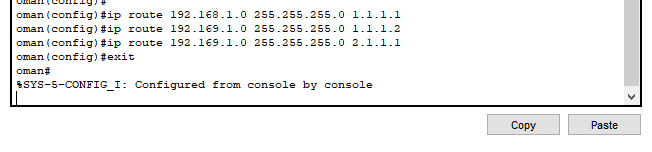 oman(config)#
oman(config)#ip route 192.168.1.0 255.255.255.0 1.1.1.1
oman(config)#ip route 192.169.1.0 255.255.255.0 1.1.1.2
oman(config)#ip route 192.169.1.0 255.255.255.0 2.1.1.1
oman(config)#exit
oman#
%SYS-5-CONFIG_I: Configured from console by console
Copy Paste